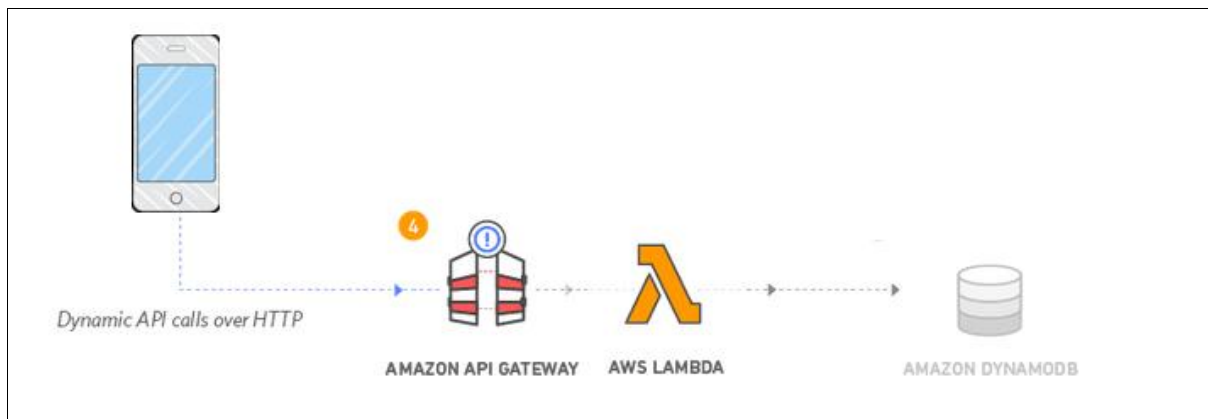 4
Dynamic API calls over HTTP
AMAZON API GATEWAY
AWS LAMBDA
AMAZON DYNAMODB